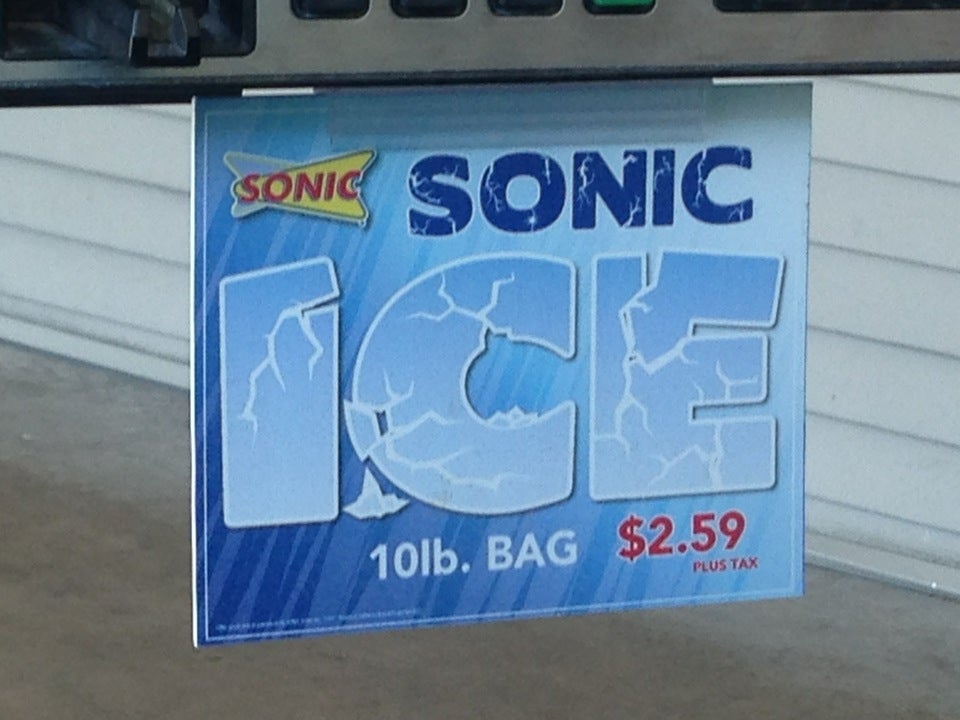 SONIC SONIC
ICE
10lb. BAG $2.59
PLUS TAX